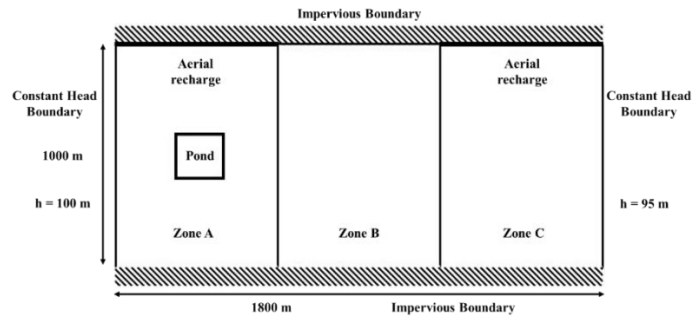 Impervious Boundary
Aerial
recharge
Aerial
recharge
Constant Head
Boundary
Constant Head
Boundary
1000 m
Pond
h = 100 m
h = 95 m
Zone A
Zone B
Zone C
1800 m
Impervious Boundary